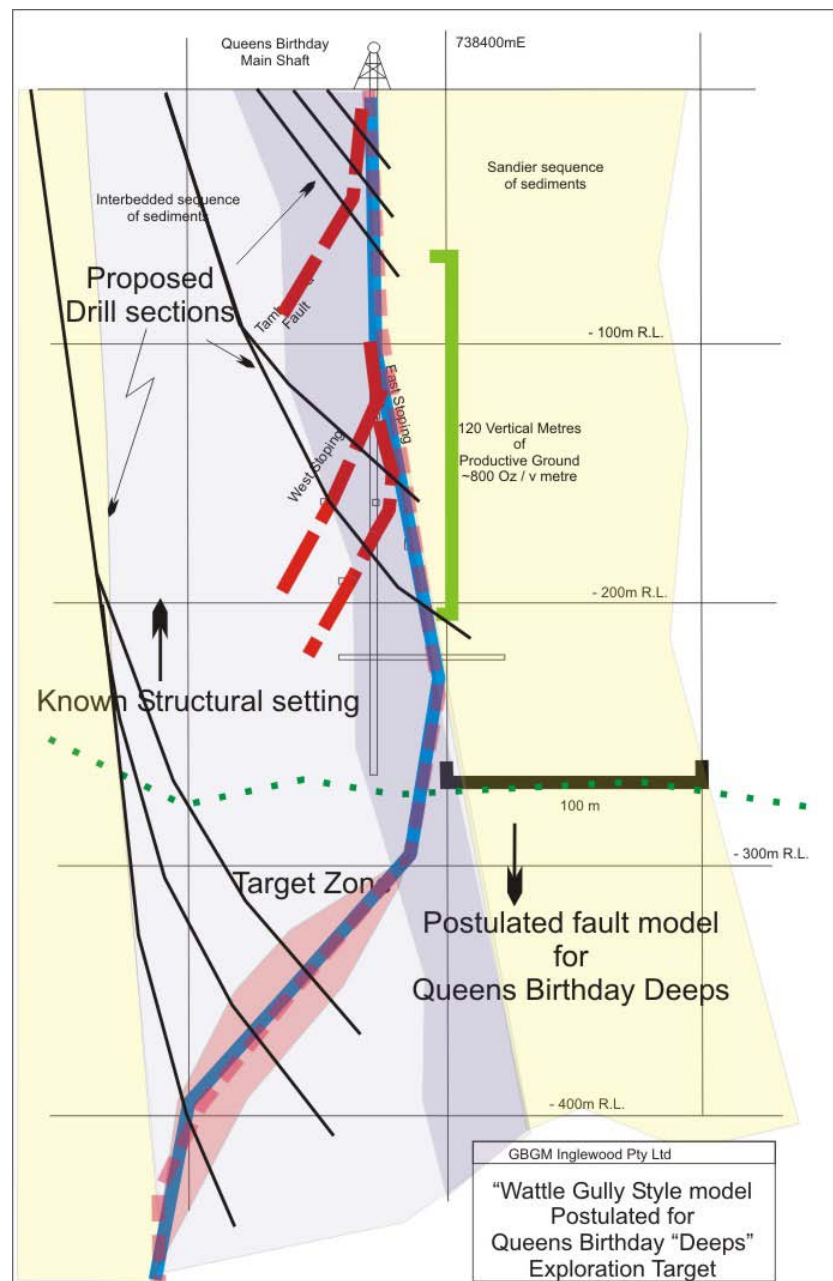 Queens Birthday
Main Shaft
738400mE
Sandier sequence
of sediments
Interbedded sequence
of sediments
Proposed
Drill sections
Fault
- 100m R.L.
East Stoping
West Stoping
120 Vertical Metres
of
Productive Ground
~800 Oz / v metre
- 200m R.L.
Known Structural setting
100 m
- 300m R.L.
Target Zone
Postulated fault model
for
Queens Birthday Deeps
- 400m R.L.
GBGM Inglewood Pty Ltd
"Wattle Gully Style model
Postulated for
Queens Birthday "Deeps"
Exploration Target